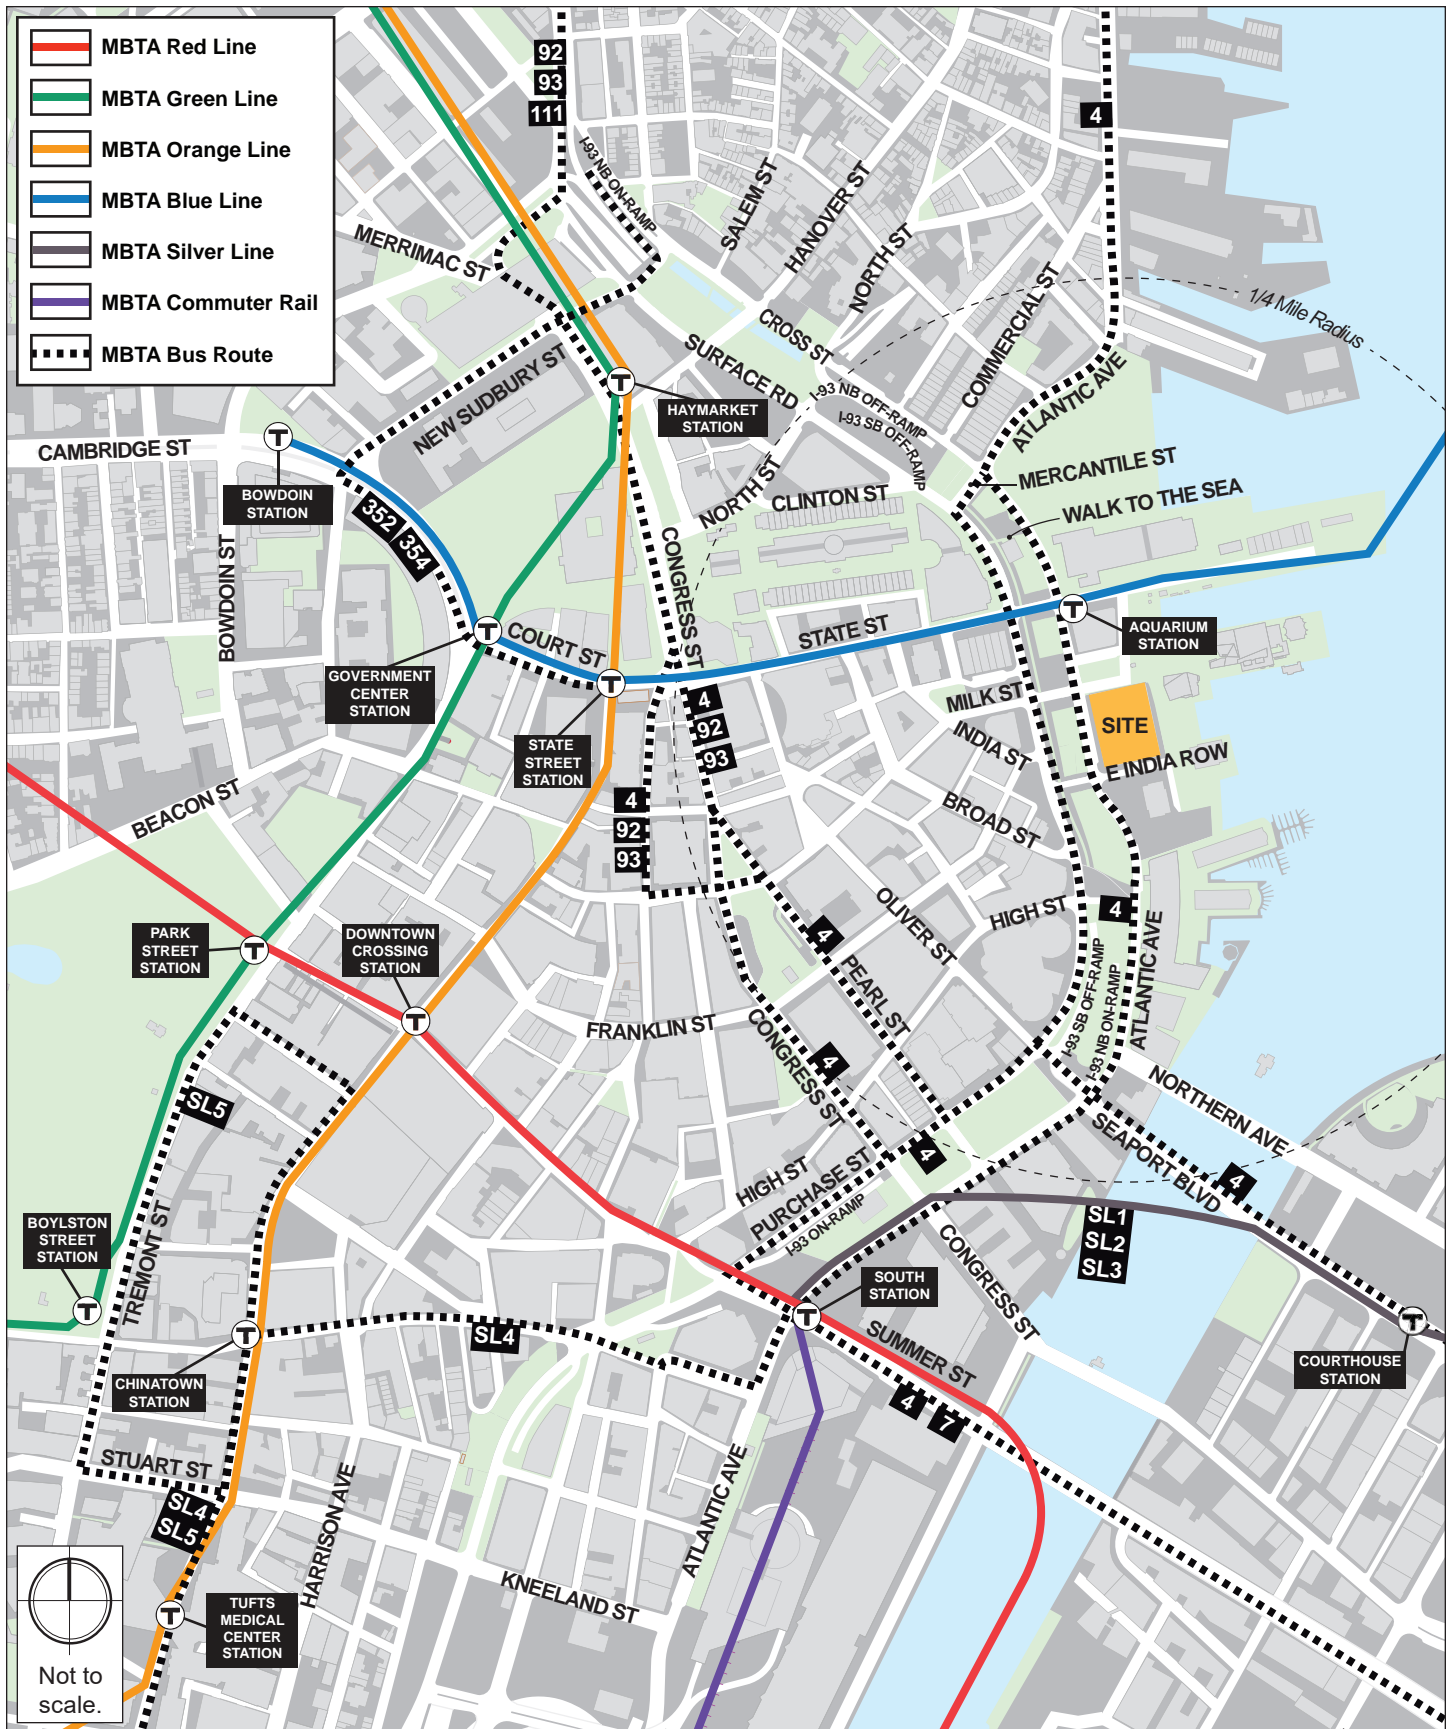 MBTA Red Line
MBTA Green Line
MBTA Orange Line
MBTA Blue Line
MBTA Silver Line
MBTA Commuter Rail
MBTA Bus Route
92
93
111
4
I-93 NB ON-RAMP
SALEM ST
HANOVER ST
NORTH ST
MERRIMAC ST
COMMERCIAL ST
1/4 Mile Radius
CROSS ST
SURFACE RD
I-93 NB OFF-RAMP
I-93 SB OFF-RAMP
ATLANTIC AVE
NEW SUDBURY ST
HAYMARKET
STATION
CAMBRIDGE ST
BOWDOIN
STATION
MERCANTILE ST
WALK TO THE SEA
NORTH ST
CLINTON ST
352
354
BOWDOIN ST
CONGRESS ST
COURT ST
STATE ST
AQUARIUM
STATION
GOVERNMENT
CENTER
STATION
MILK ST
INDIA ST
SITE
E INDIA ROW
4
92
93
STATE
STREET
STATION
BEACON ST
4
92
93
BROAD ST
OLIVER ST
HIGH ST
4
ATLANTIC AVE
PARK
STREET
STATION
DOWNTOWN
CROSSING
STATION
4
PEARL ST
I-93 SB OFF-RAMP
I-93 NB ON-RAMP
FRANKLIN ST
CONGRESS ST
4
NORTHERN AVE
SL5
SEAPORT BLVD
4
4
HIGH ST
PURCHASE ST
I-93 ON-RAMP
BOYLSTON
STREET
STATION
TREMONT ST
SL1
SL2
SL3
CONGRESS ST
SOUTH
STATION
SL4
SUMMER ST
COURTHOUSE
STATION
CHINATOWN
STATION
4
7
STUART ST
SL4
SL5
HARRISON AVE
ATLANTIC AVE
KNEELAND ST
TUFTS
MEDICAL
CENTER
STATION
Not to
scale.
T
T
T
T
T
T
T
T
T
T
T
T
T